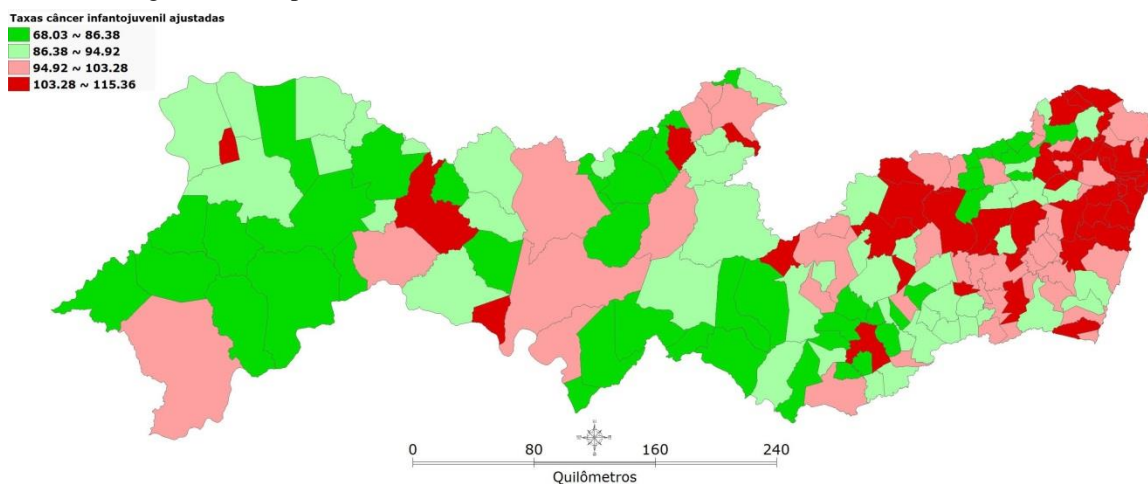 Taxas câncer infantojuvenil ajustadas
68.03 ~ 86.38
86.38 ~ 94.92
94.92 ~ 103.28
103.28 ~ 115.36
0 80 160 240
Quilômetros